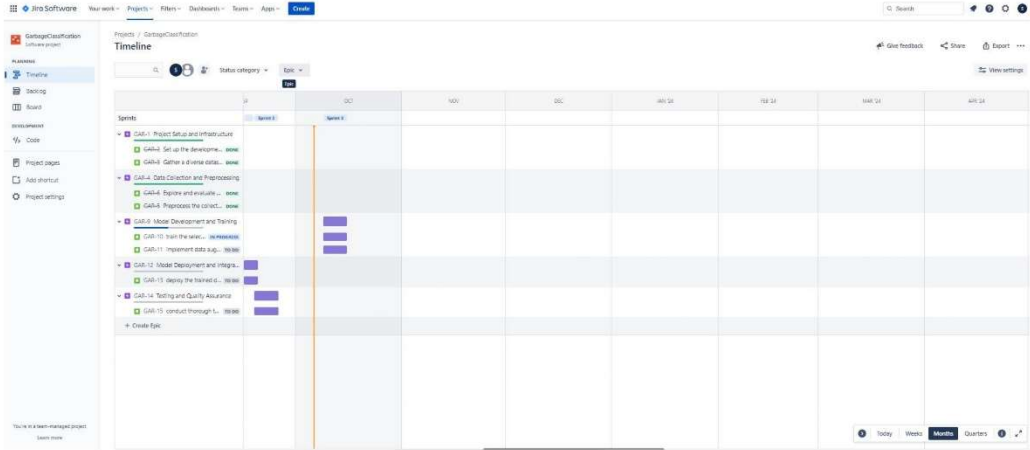 Jira Software Your work Projects Filters Dashboards Teams Apps Create Search
GarbageClassification
Software project
PLANNING
Timeline
Backlog
Board
DEVELOPMENT
Code
Project pages
Add shortcut
Project settings
You're in a team-managed project
Learn more
Projects / GarbageClassification
Timeline
Give feedback Share Export
Status category Epic View settings
Epic
OCT NOV DEC JAN '24 FEB '24 MAR '24 APR '24
Sprints Sprint
GAR-1 Project Setup and Infrastructure
GAR-2 Set up the developme... DONE
GAR-3 Gather a diverse datas... DONE
GAR-4 Data Collection and Preprocessing
Explore and evaluate ... DONE
Preprocess the collect... DONE
GAR-9 Model Development and Training
GAR-10 train the selec... IN PROGRESS
GAR-11 Implement data aug... TO DO
GAR-12 Model Deployment and Integra...
GAR-13 deploy the trained c... TO DO
GAR-14 Testing and Quality Assurance
GAR-15 conduct thorough t... TO DO
+ Create Epic
Today Weeks Months Quarters